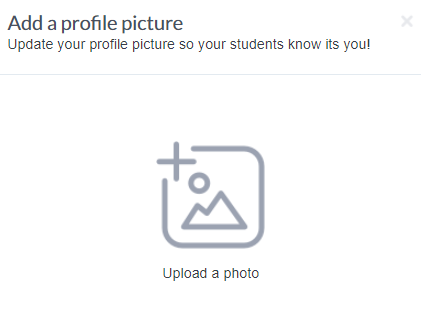 Add a profile picture
Update your profile picture so your students know its you!
Upload a photo